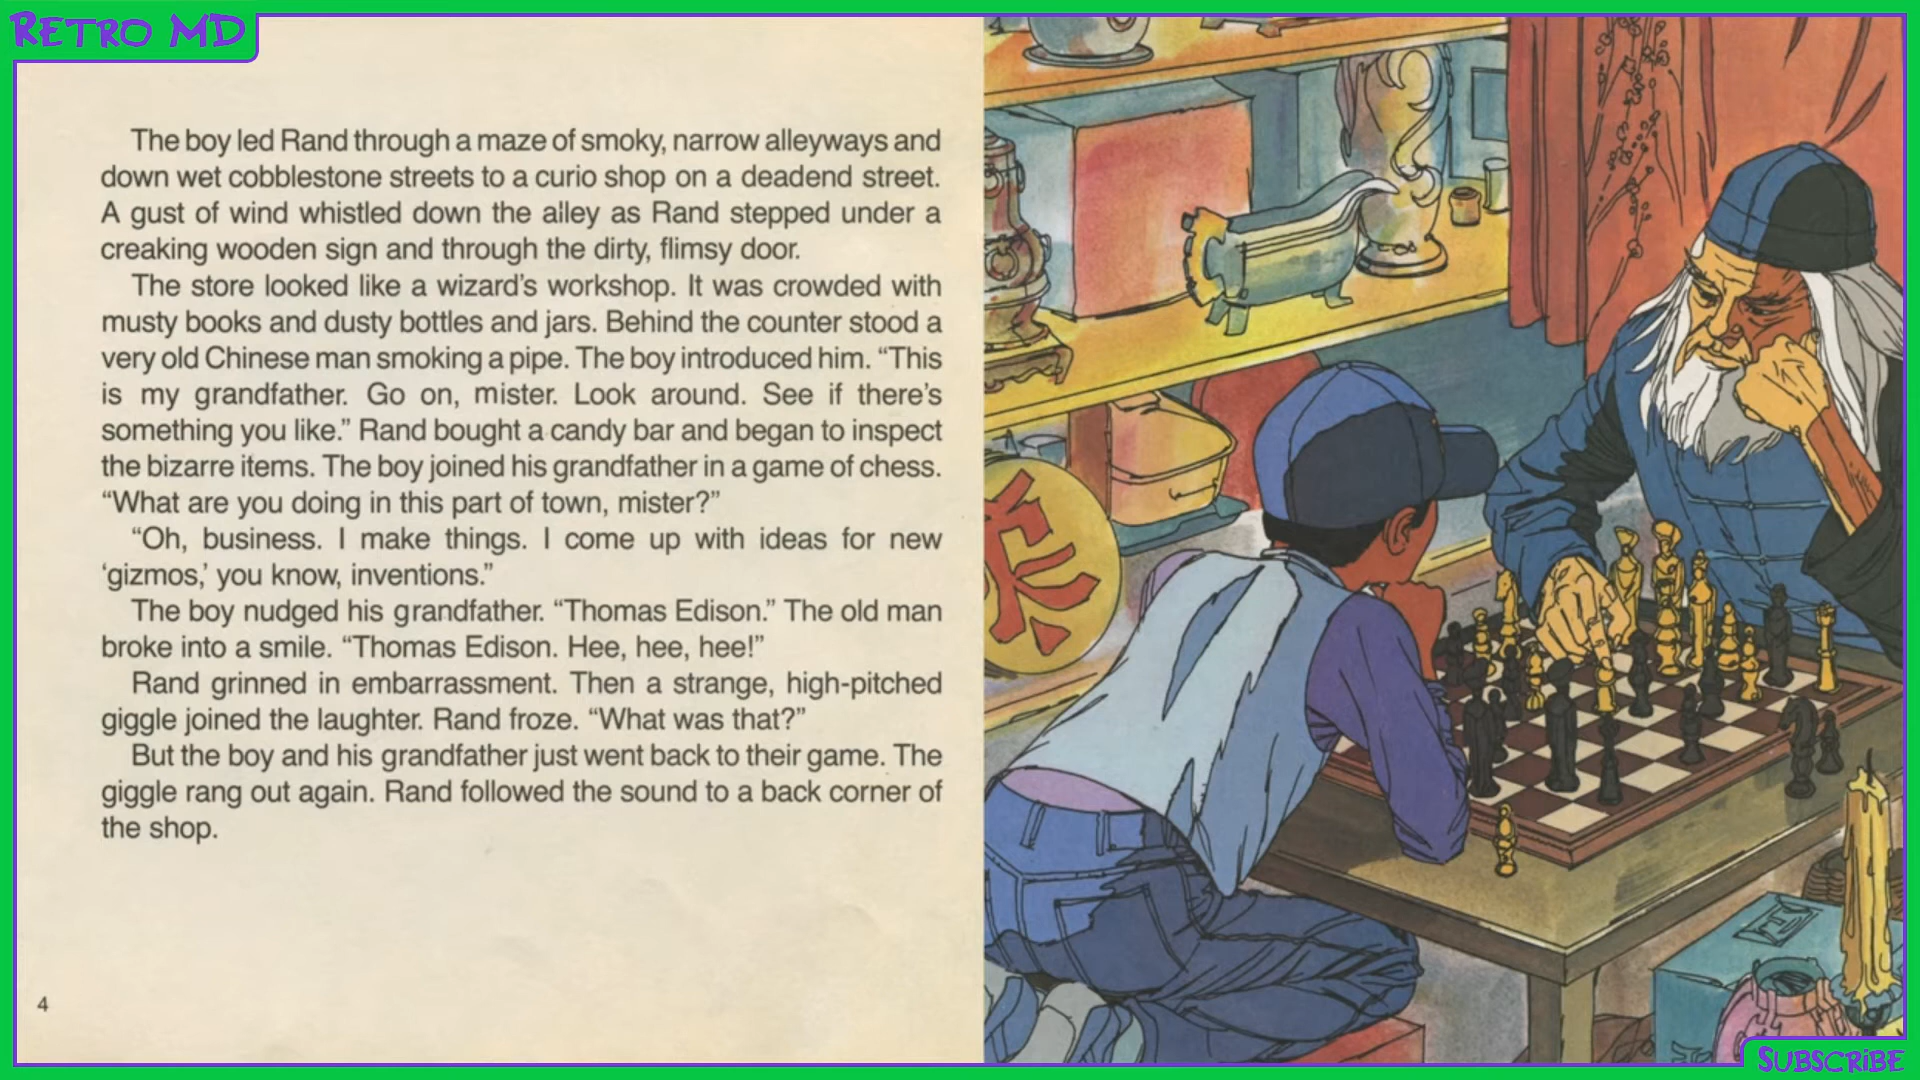 RETRO MD
The boy led Rand through a maze of smoky, narrow alleyways and
down wet cobblestone streets to a curio shop on a deadend street.
A gust of wind whistled down the alley as Rand stepped under a
creaking wooden sign and through the dirty, flimsy door.
The store looked like a wizard’s workshop. It was crowded with
musty books and dusty bottles and jars. Behind the counter stood a
very old Chinese man smoking a pipe. The boy introduced him. “This
is my grandfather. Go on, mister. Look around. See if there’s
something you like.” Rand bought a candy bar and began to inspect
the bizarre items. The boy joined his grandfather in a game of chess.
“What are you doing in this part of town, mister?”
“Oh, business. I make things. I come up with ideas for new
‘gizmos,’ you know, inventions.”
The boy nudged his grandfather. “Thomas Edison.” The old man
broke into a smile. “Thomas Edison. Hee, hee, hee!”
Rand grinned in embarrassment. Then a strange, high-pitched
giggle joined the laughter. Rand froze. “What was that?”
But the boy and his grandfather just went back to their game. The
giggle rang out again. Rand followed the sound to a back corner of
the shop.
4
SUBSCRIBE